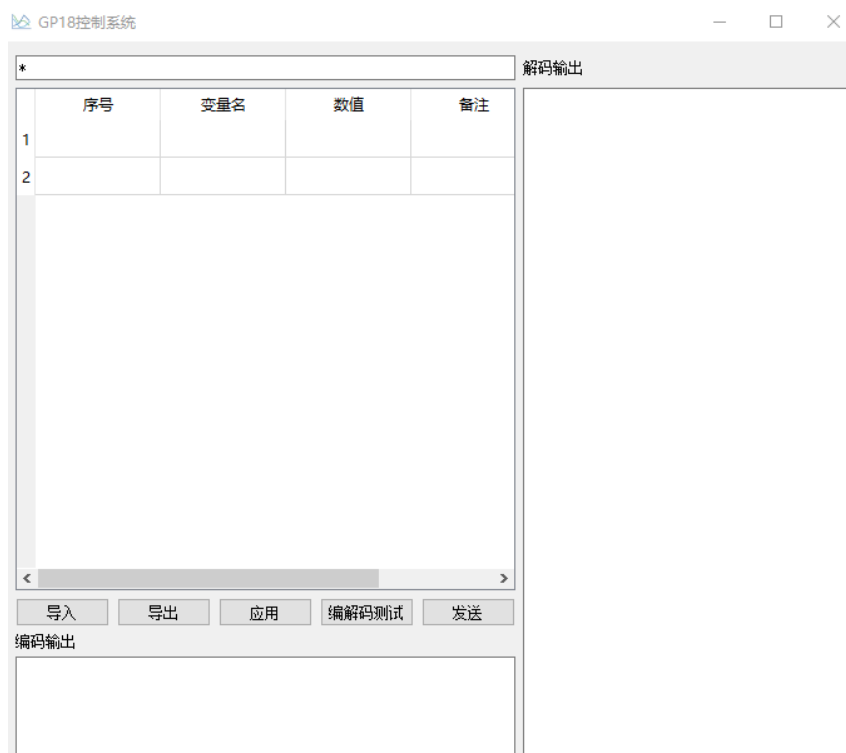 GP18控制系统
*
解码输出
序号 变量名 数值 备注
1
2
导入 导出 应用 编解码测试 发送
编码输出